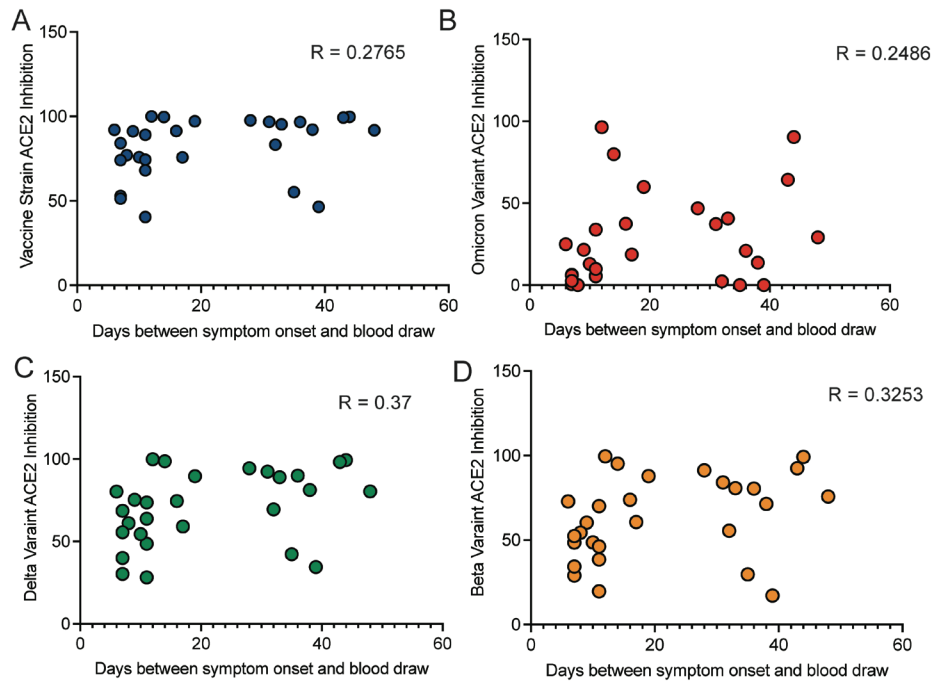 A
B
150
100
50
0
Vaccine Strain ACE2 Inhibition
R = 0.2765
0 20 40 60
Days between symptom onset and blood draw
150
100
50
0
Omicron Variant ACE2 Inhibition
R = 0.2486
0 20 40 60
Days between symptom onset and blood draw
C
D
150
100
50
0
Delta Varaint ACE2 Inhibition
R = 0.37
0 20 40 60
Days between symptom onset and blood draw
150
100
50
0
Beta Varaint ACE2 Inhibition
R = 0.3253
0 20 40 60
Days between symptom onset and blood draw